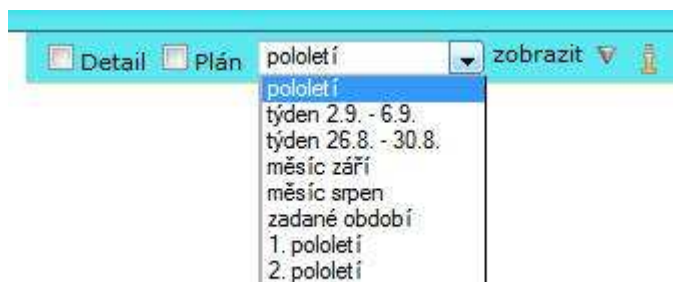 Detail Plán pololetí zobrazit
pololetí
týden 2.9. - 6.9.
týden 26.8. - 30.8.
měsíc září
měsíc srpen
zadané období
1. pololetí
2. pololetí